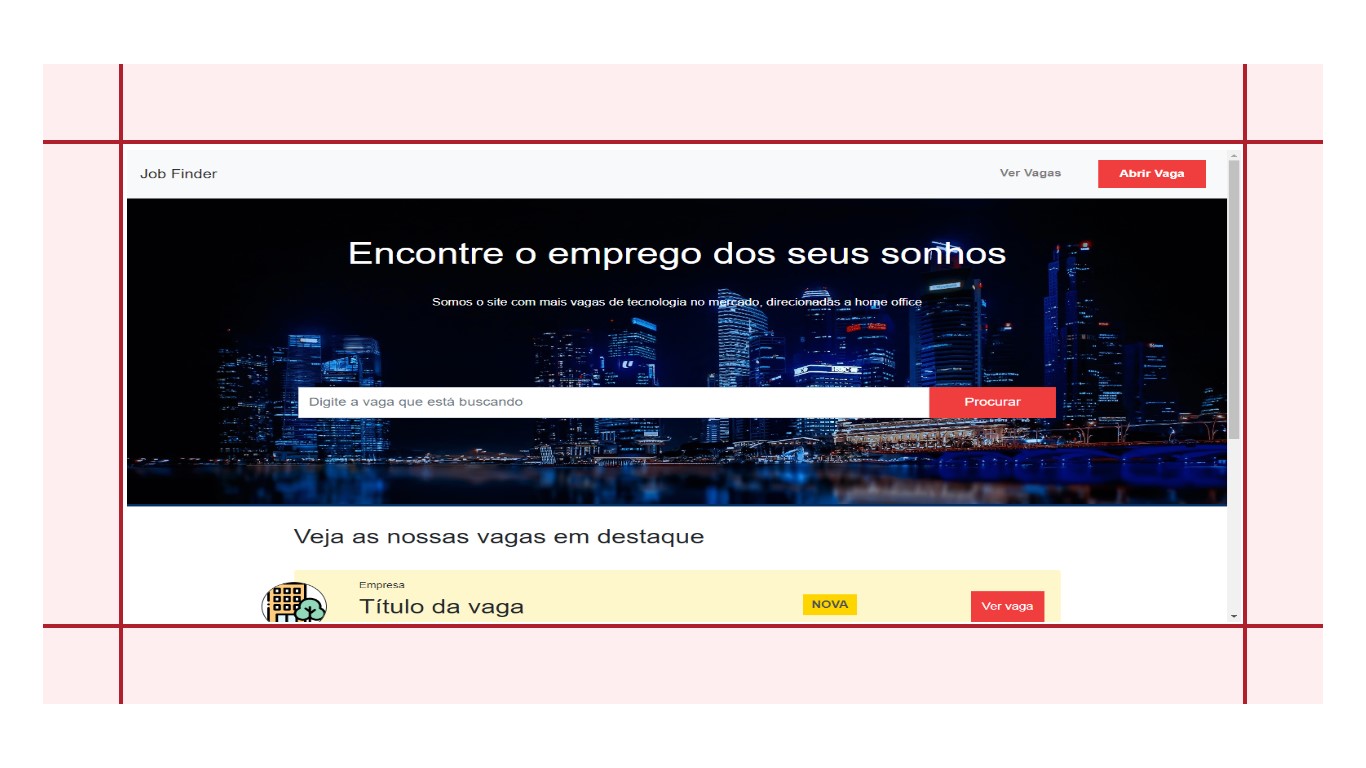 Job Finder
Ver Vagas
Abrir Vaga
Encontre o emprego dos seus sonhos
Somos o site com mais vagas de tecnologia no mercado, direcionadas a home office
Digite a vaga que está buscando
Procurar
Veja as nossas vagas em destaque
Empresa
Título da vaga
NOVA
Ver vaga